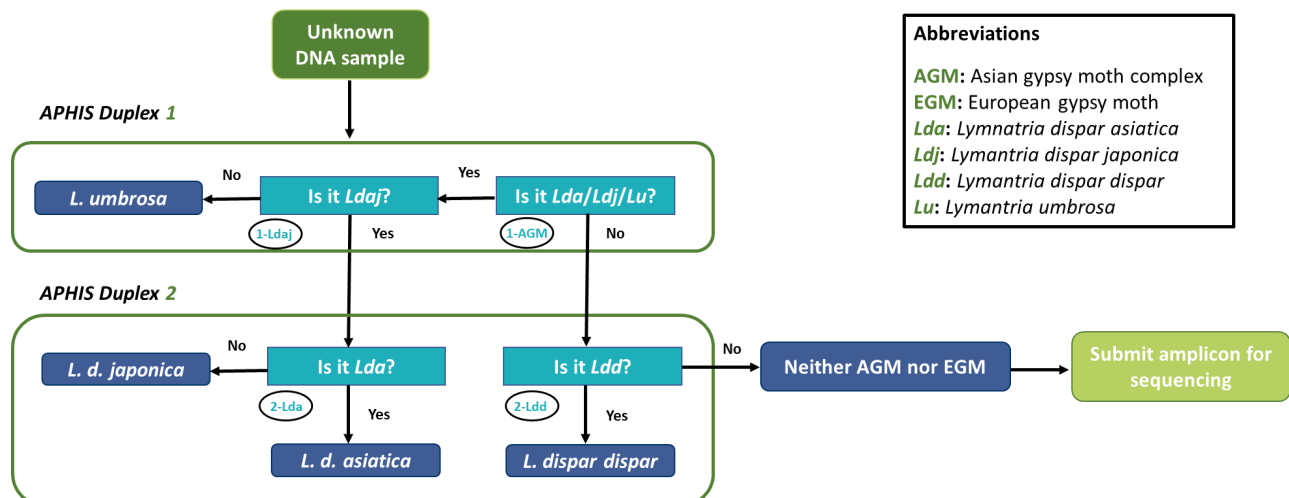 Unknown
DNA sample
APHIS Duplex 1
L. umbrosa
No
Is it Ldaj?
Yes
Is it Lda/Ldj/Lu?
1-Ldaj
Yes
1-AGM
No
APHIS Duplex 2
L. d. japonica
No
Is it Lda?
Is it Ldd?
No
Neither AGM nor EGM
Submit amplicon for
sequencing
2-Lda
Yes
2-Ldd
Yes
L. d. asiatica
L. dispar dispar
Abbreviations
AGM: Asian gypsy moth complex
EGM: European gypsy moth
Lda: Lymnatria dispar asiatica
Ldj: Lymantria dispar japonica
Ldd: Lymantria dispar dispar
Lu: Lymantria umbrosa